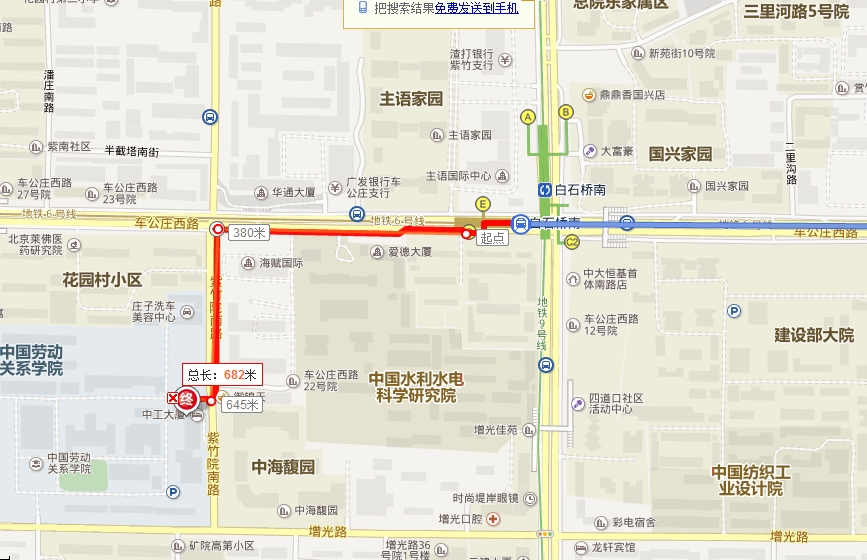 把搜索结果免费发送到手机
总院东家属区
三里河路5号院
渣打银行
紫竹支行
新苑街10号院
潘庄南路
主语家园
鼎鼎香国兴店
A
B
主语家园
紫南社区
半截塔南街
大富豪
国兴家园
二里沟路
主语国际中心
车公庄西路
27号院
车公庄西路
23号院
华通大厦
广发银行车
公庄支行
白石桥南
国兴家园
E
地铁6号线
车公庄西路
地铁6号线
白石桥南
车公庄西路
380米
起点
C2
北京莱佛医
药研究院
爱德大厦
海赋国际
花园村小区
中大恒基首
体南路店
紫竹院南路
庄子洗车
美容中心
地铁9号线
车公庄西路
12号院
建设部大院
中国劳动
关系学院
总长：682米
车公庄西路
22号院
中国水利水电
科学研究院
终
645米
中工大厦
四道口社区
活动中心
增光佳苑
紫竹院南路
中国劳动
关系学院
中海馥园
中国纺织工
业设计院
P
P
时尚堤岸眼镜
中海馥园
增光口腔
彩电宿舍
增光路
增光路
矿院高第小区
增光路36
号院1号楼
龙轩宾馆